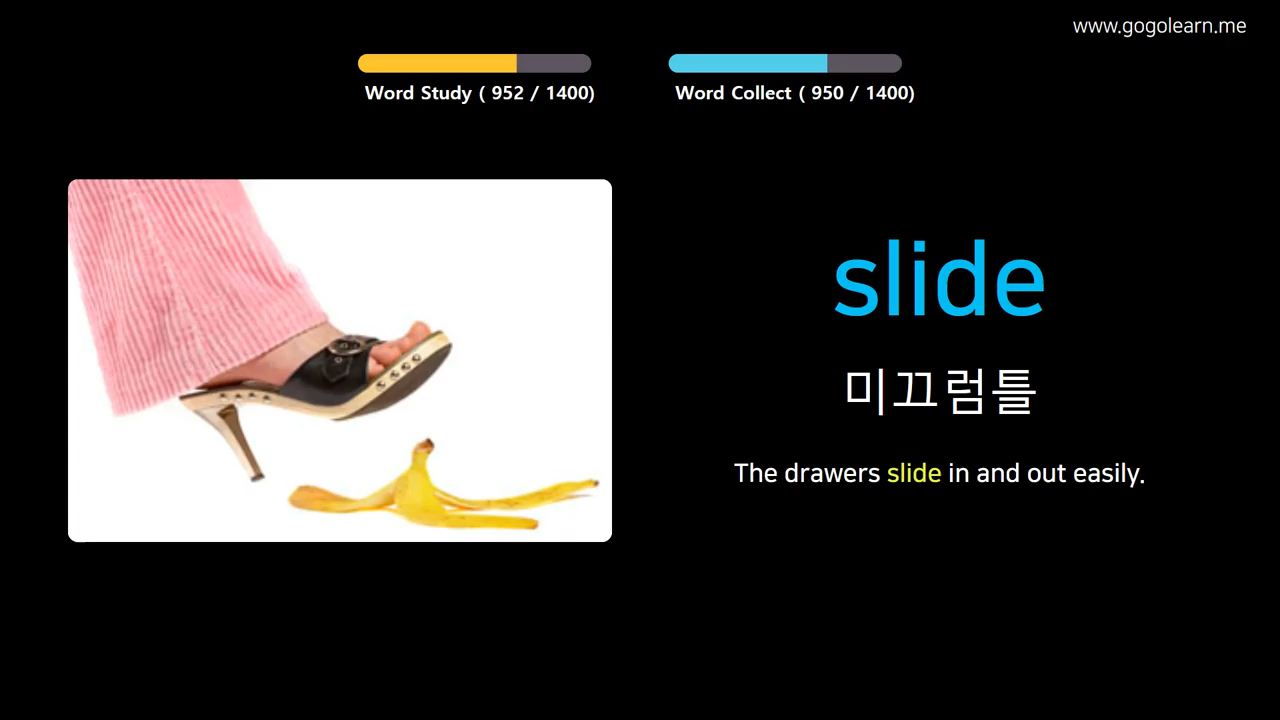 www.gogolearn.me
Word Study ( 952 / 1400)
Word Collect ( 950 / 1400)
slide
미끄럼틀
The drawers slide in and out easily.